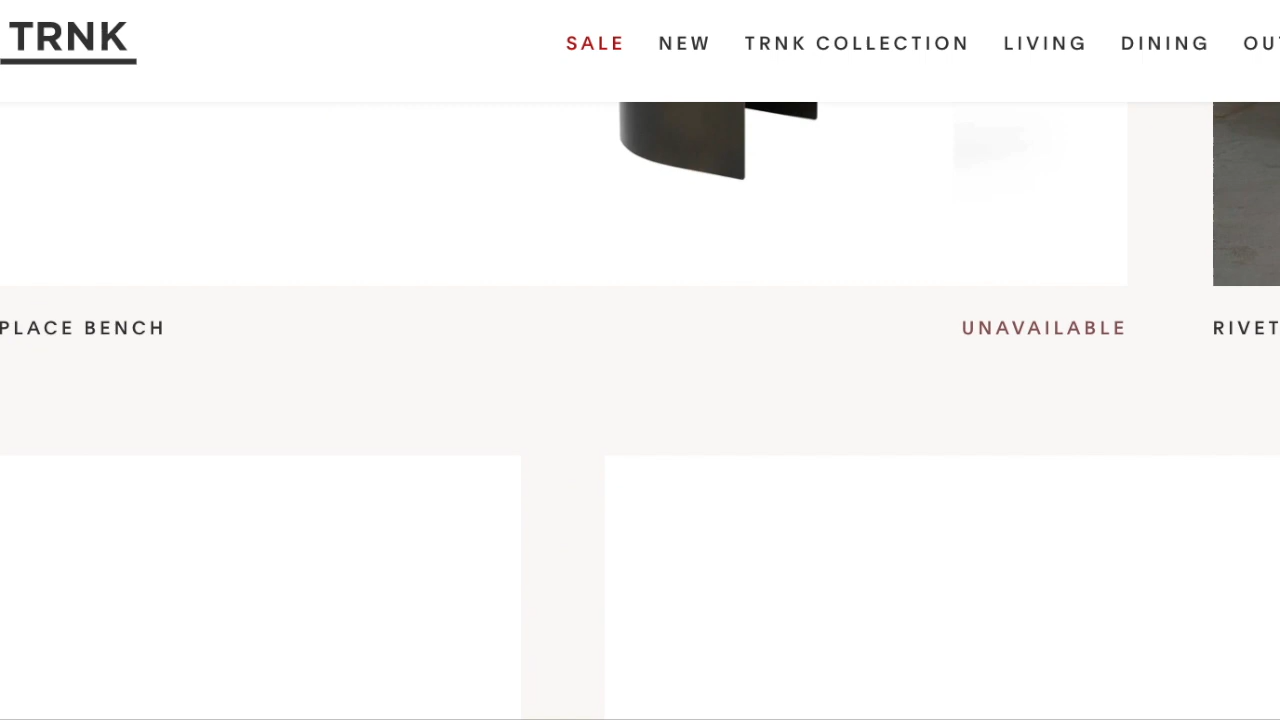 TRNK
SALE NEW TRNK COLLECTION LIVING DINING
PLACE BENCH UNAVAILABLE RIVET